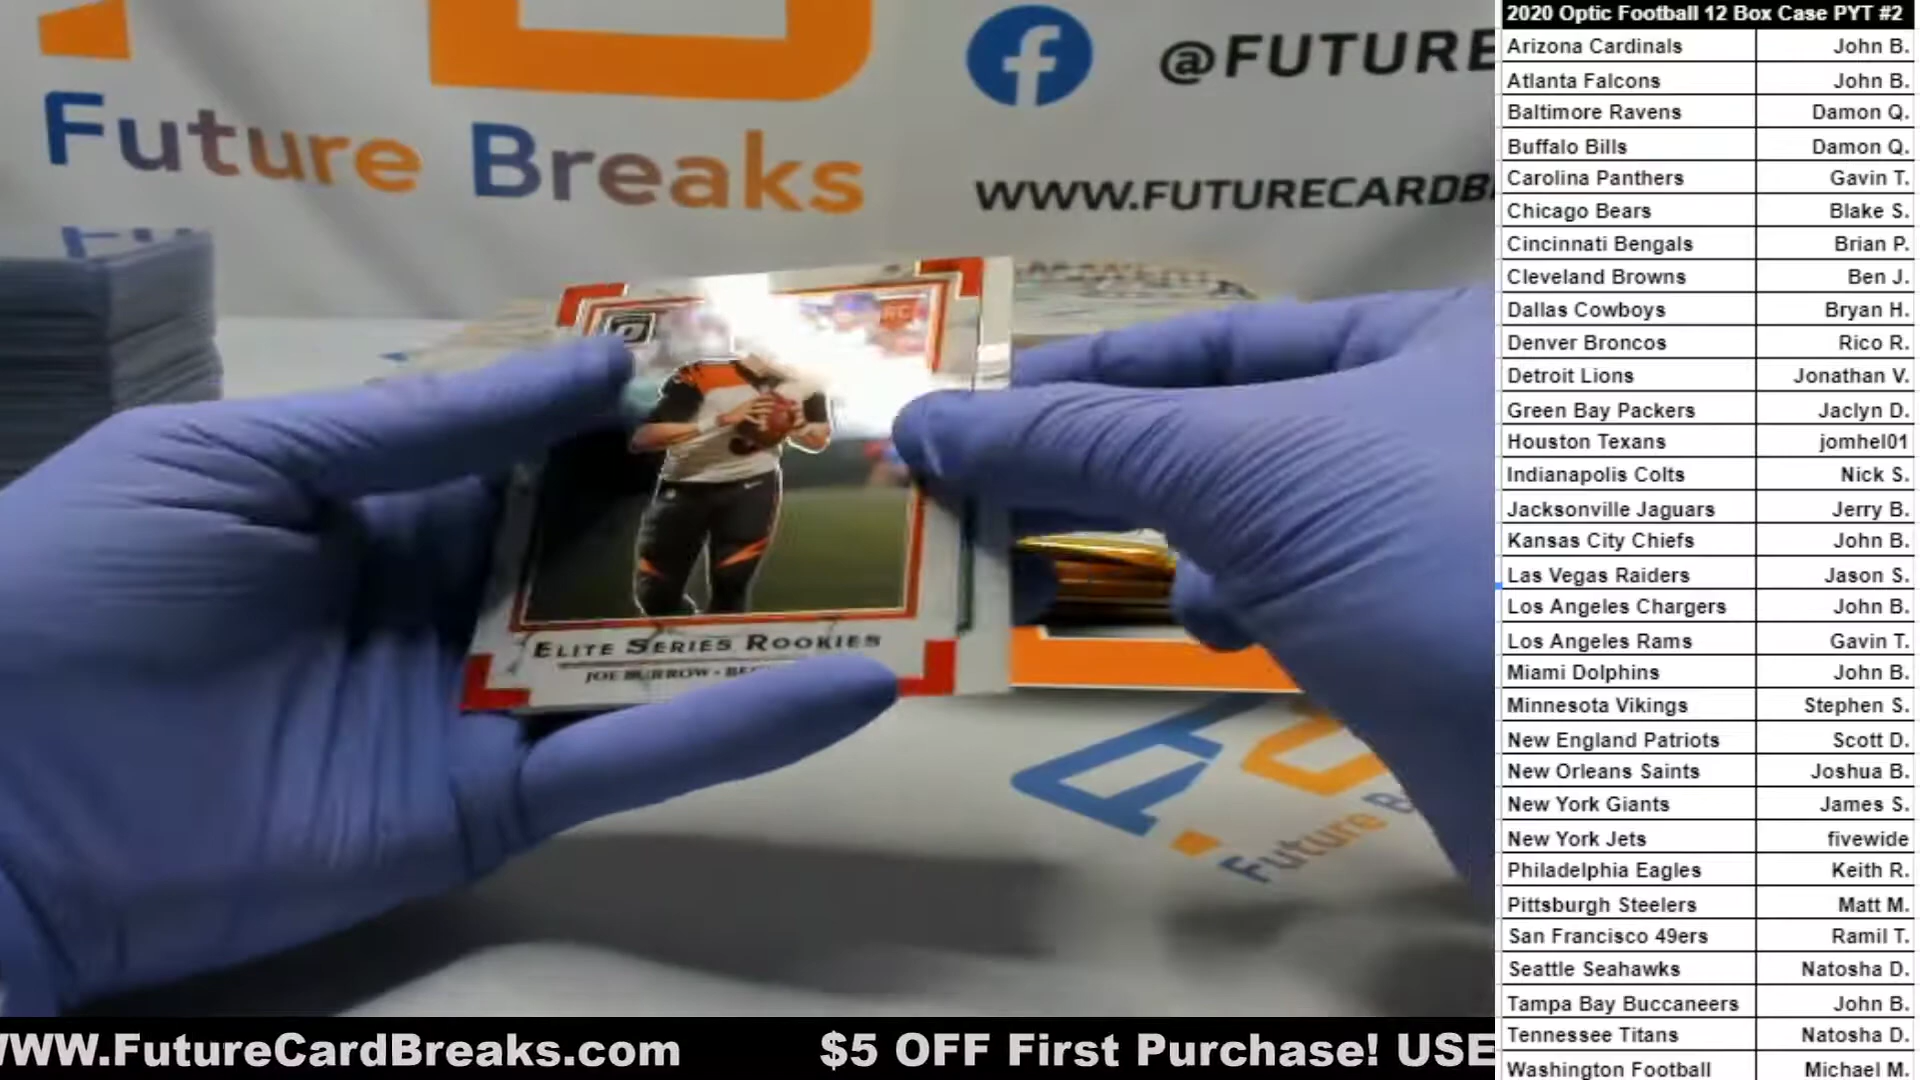 Future Breaks
@FUTURE
WWW.FUTURECARDB
RC
ELITE SERIES ROOKIES
JOE BURROW
Future B
WWW.FutureCardBreaks.com
$5 OFF First Purchase! USE
2020 Optic Football 12 Box Case PYT #2
Arizona Cardinals John B.
Atlanta Falcons John B.
Baltimore Ravens Damon Q.
Buffalo Bills Damon Q.
Carolina Panthers Gavin T.
Chicago Bears Blake S.
Cincinnati Bengals Brian P.
Cleveland Browns Ben J.
Dallas Cowboys Bryan H.
Denver Broncos Rico R.
Detroit Lions Jonathan V.
Green Bay Packers Jaclyn D.
Houston Texans jomhel01
Indianapolis Colts Nick S.
Jacksonville Jaguars Jerry B.
Kansas City Chiefs John B.
Las Vegas Raiders Jason S.
Los Angeles Chargers John B.
Los Angeles Rams Gavin T.
Miami Dolphins John B.
Minnesota Vikings Stephen S.
New England Patriots Scott D.
New Orleans Saints Joshua B.
New York Giants James S.
New York Jets fivewide
Philadelphia Eagles Keith R.
Pittsburgh Steelers Matt M.
San Francisco 49ers Ramil T.
Seattle Seahawks Natosha D.
Tampa Bay Buccaneers John B.
Tennessee Titans Natosha D.
Washington Football Michael M.